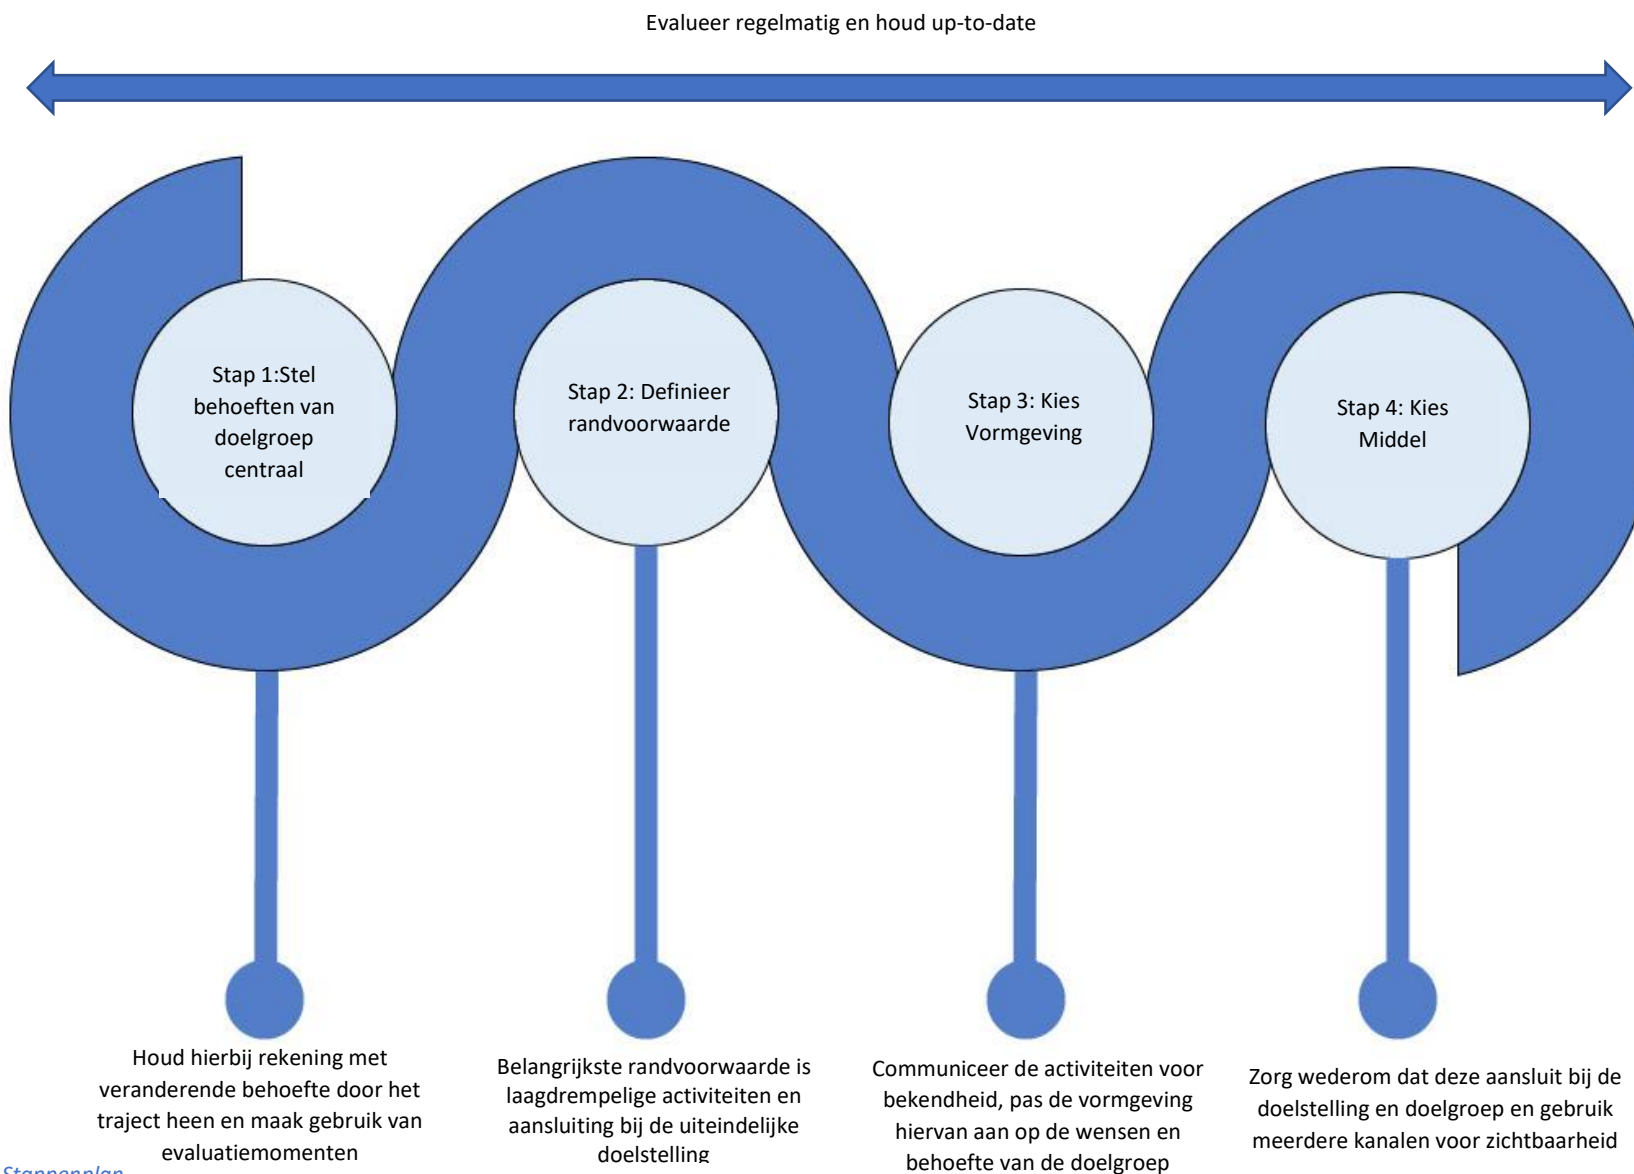 Evalueer regelmatig en houd up-to-date
Stap 1:Stel
behoeften van
doelgroep
centraal
Stap 2: Definieer
randvoorwaarde
Stap 3: Kies
Vormgeving
Stap 4: Kies
Middel
Houd hierbij rekening met
veranderende behoefte door het
traject heen en maak gebruik van
evaluatiemomenten
Belangrijkste randvoorwaarde is
laagdrempelige activiteiten en
aansluiting bij de uiteindelijke
doelstelling
Communiceer de activiteiten voor
bekendheid, pas de vormgeving
hiervan aan op de wensen en
behoefte van de doelgroep
Zorg wederom dat deze aansluit bij de
doelstelling en doelgroep en gebruik
meerdere kanalen voor zichtbaarheid
Stappenplan